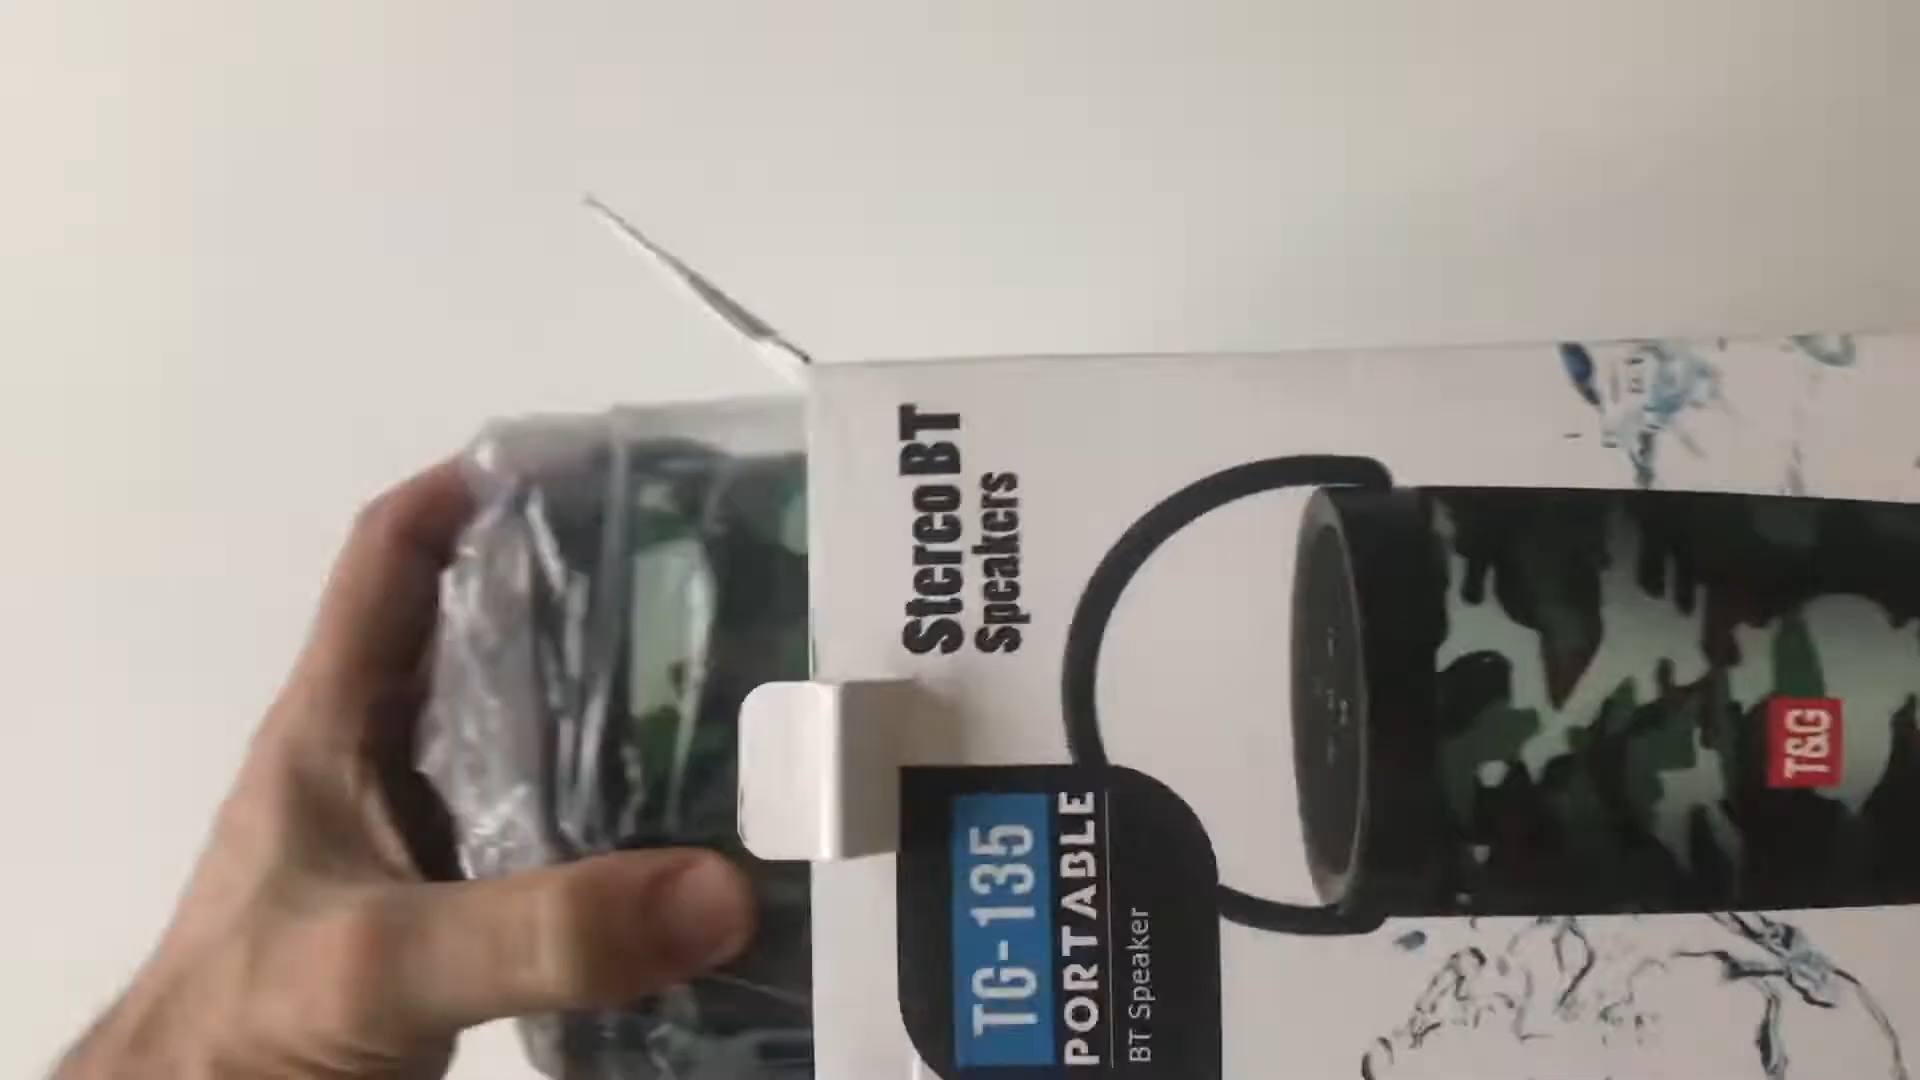 Stereo BT
Speakers
TG-135
PORTABLE
BT Speaker
T&G